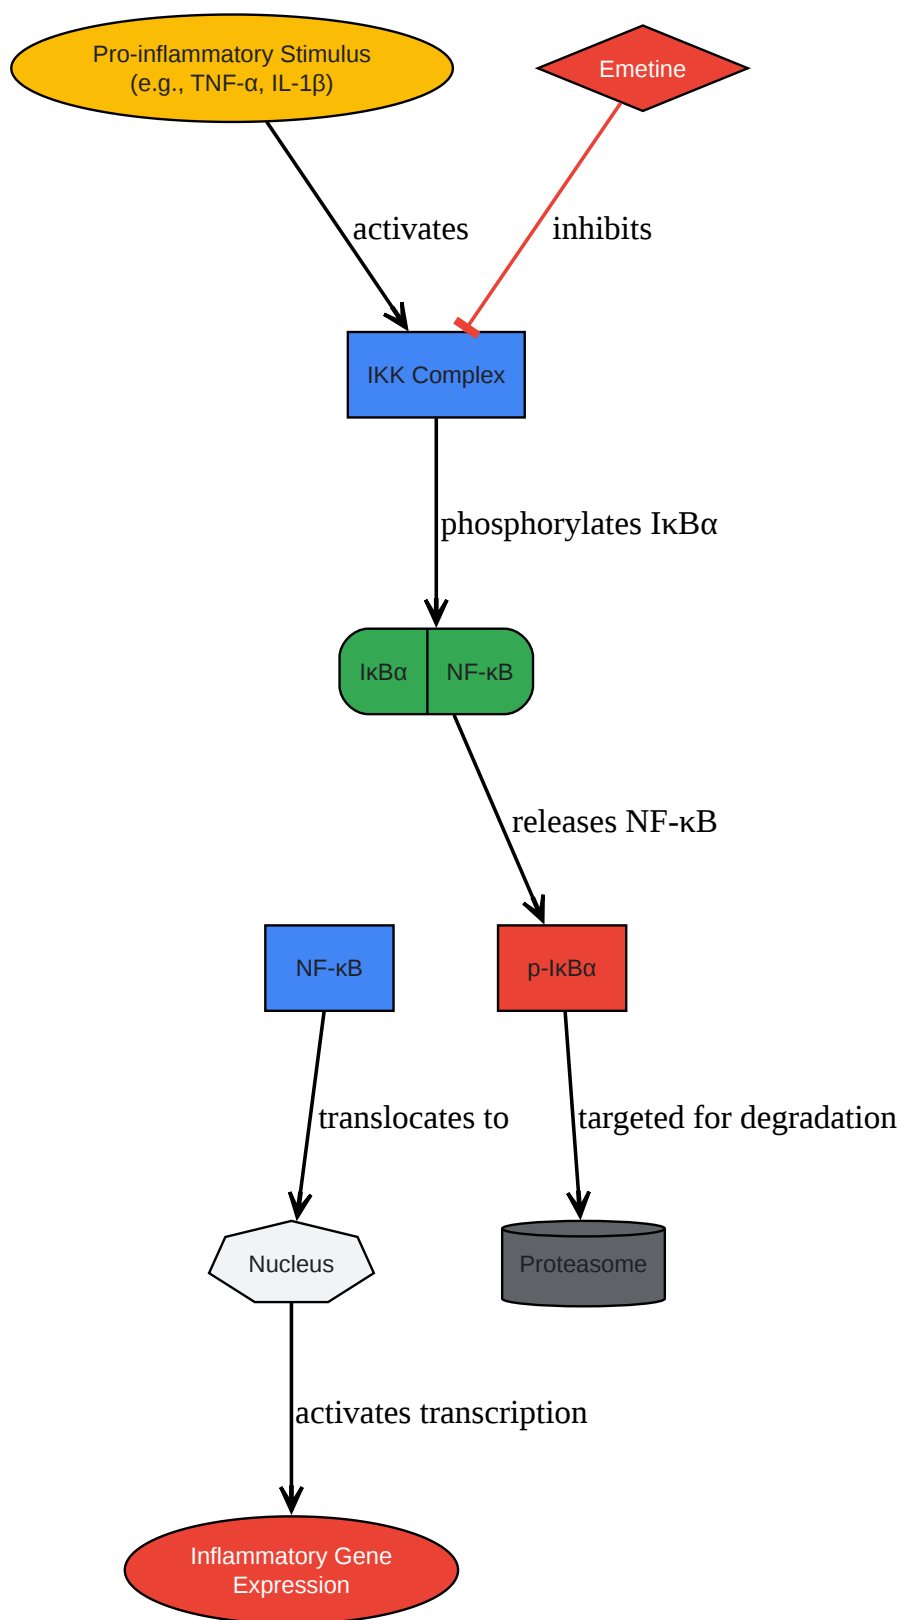 Pro-inflammatory Stimulus
(e.g., TNF-α, IL-1β)
Emetine
activates
inhibits
IKK Complex
phosphorylates IκBα
IκBα
NF-κB
releases NF-κB
NF-κB
p-IκBα
translocates to
targeted for degradation
Nucleus
Proteasome
activates transcription
Inflammatory Gene
Expression